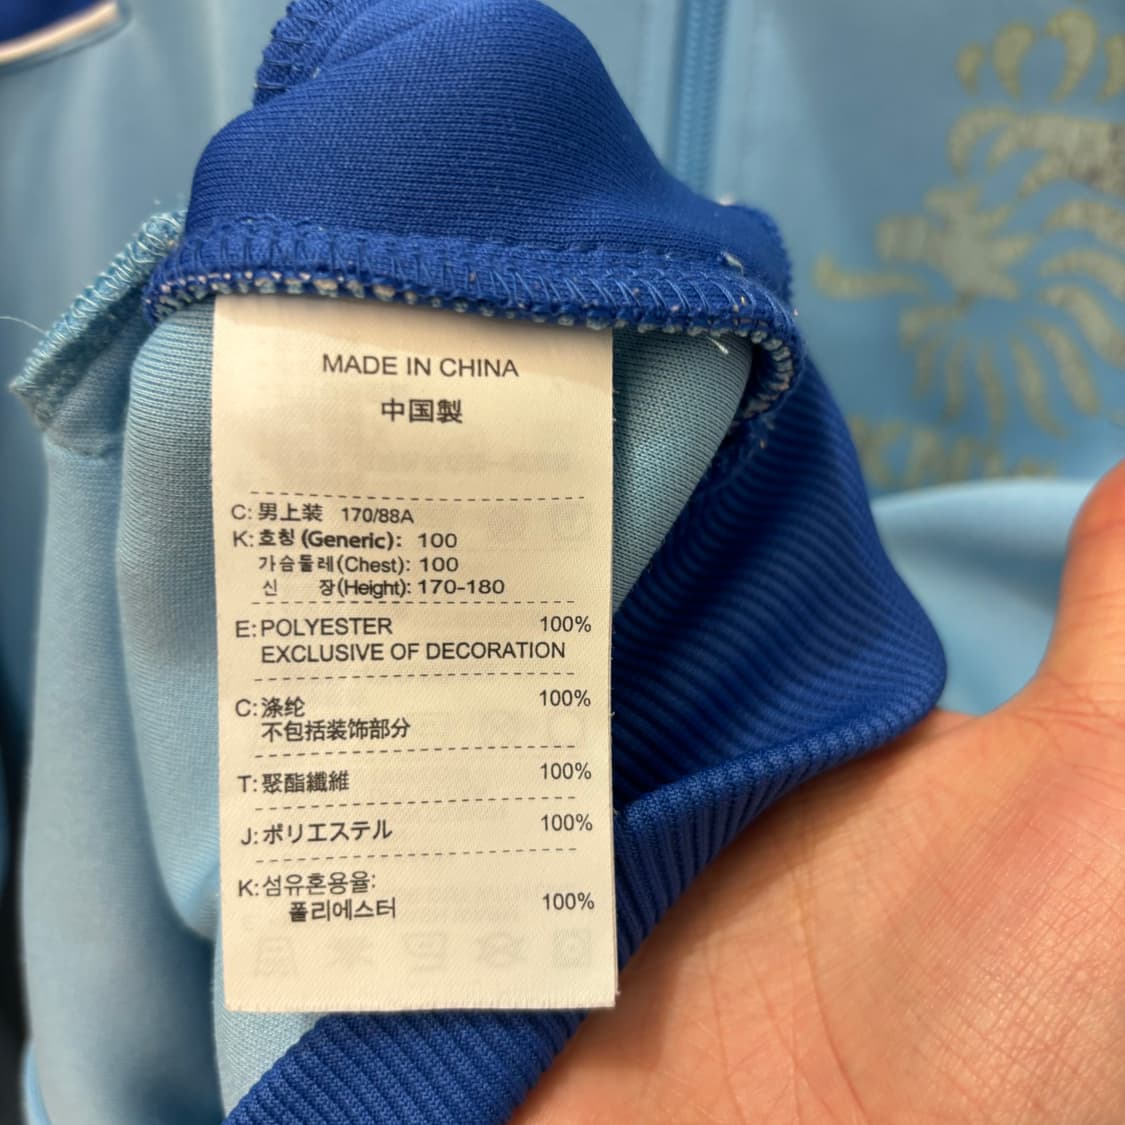 MADE IN CHINA
中国製
C: 男上装 170/88A
K: 호칭 (Generic): 100
가슴둘레(Chest): 100
신 장(Height): 170-180
E: POLYESTER 100%
EXCLUSIVE OF DECORATION
C: 涤纶 100%
不包括装饰部分
T: 聚酯纖維 100%
J: ポリエステル 100%
K: 섬유혼용율:
폴리에스터 100%